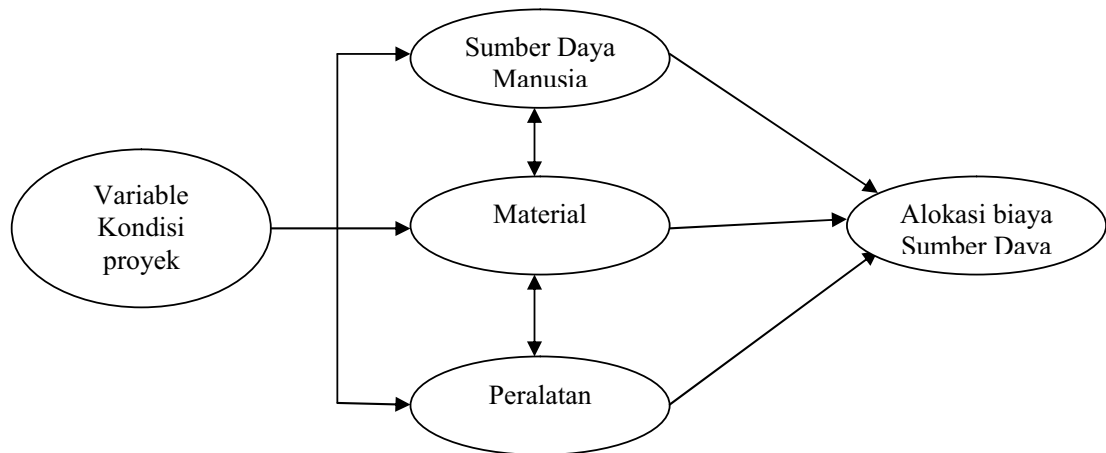 Sumber Daya
Manusia
Variable
Kondisi
proyek
Material
Alokasi biaya
Sumber Daya
Peralatan